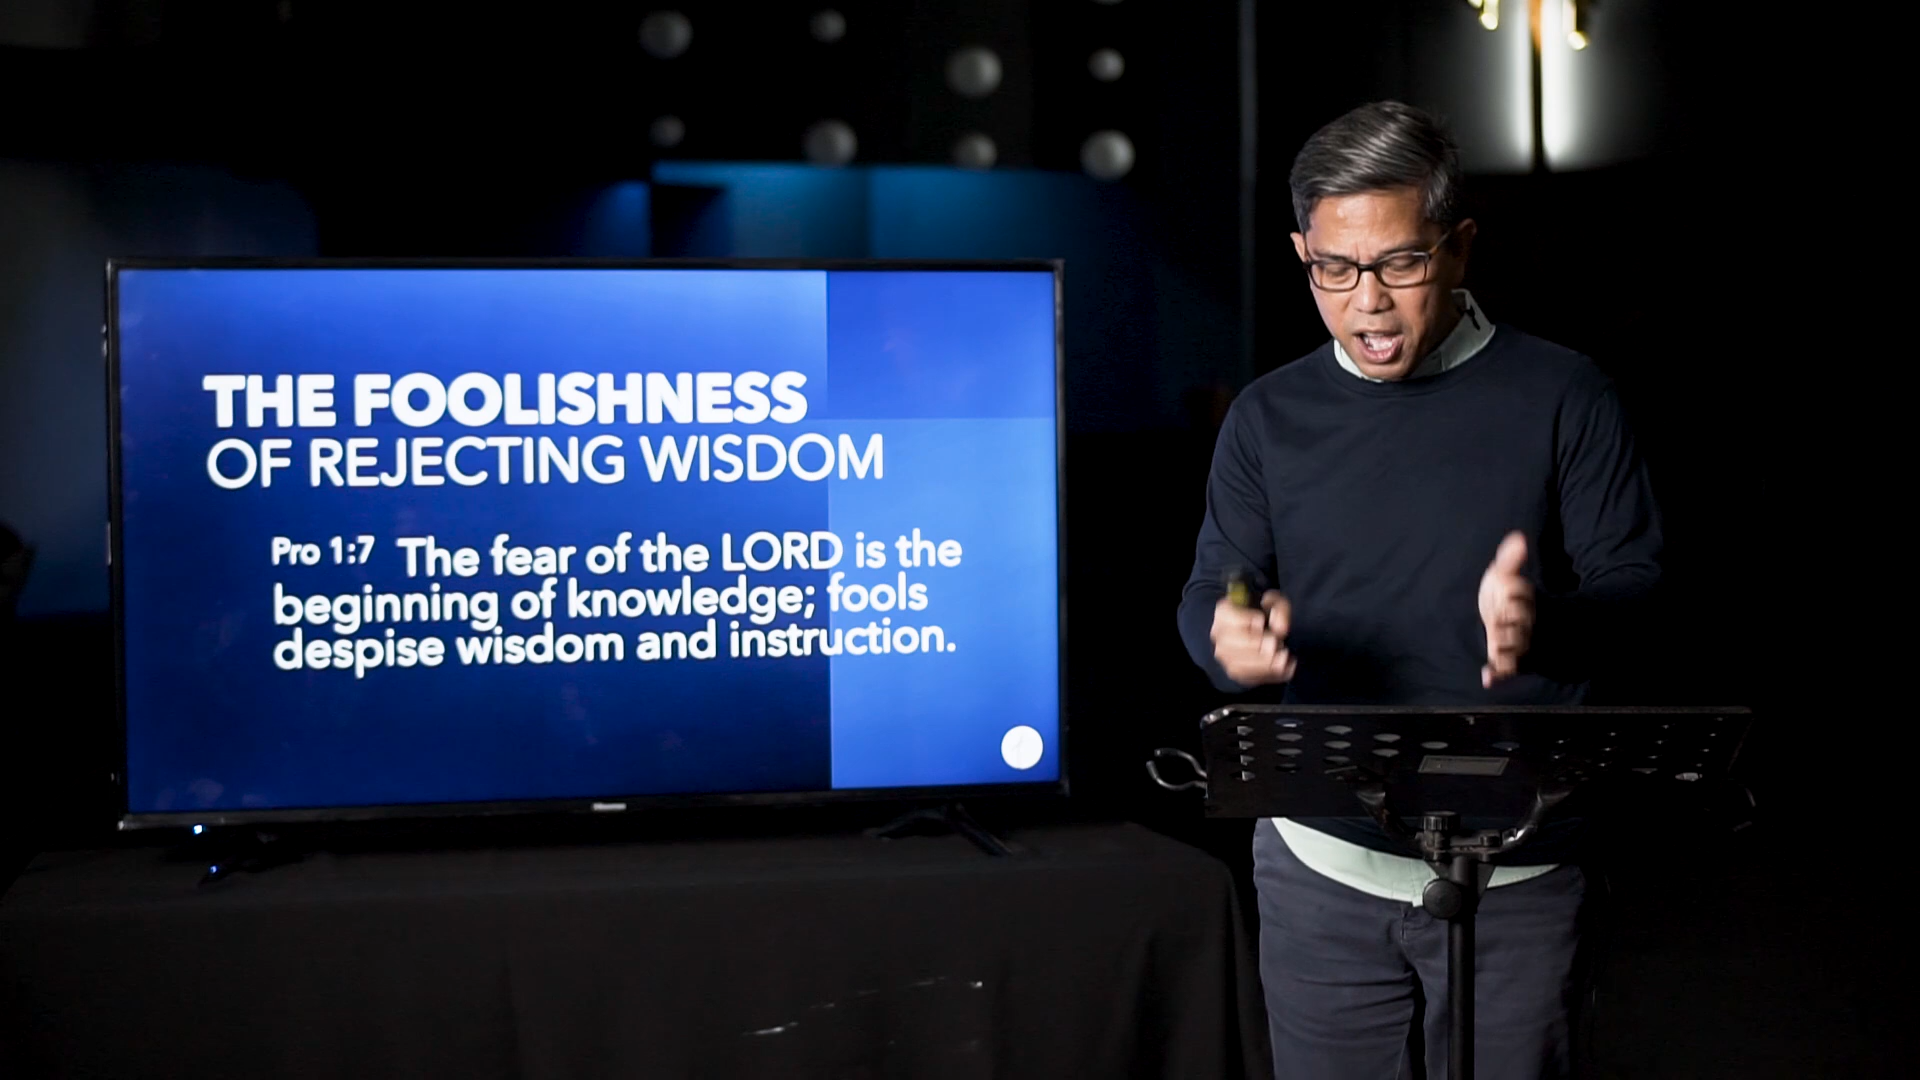 THE FOOLISHNESS
OF REJECTING WISDOM
Pro 1:7 The fear of the LORD is the
beginning of knowledge; fools
despise wisdom and instruction.
Hisense